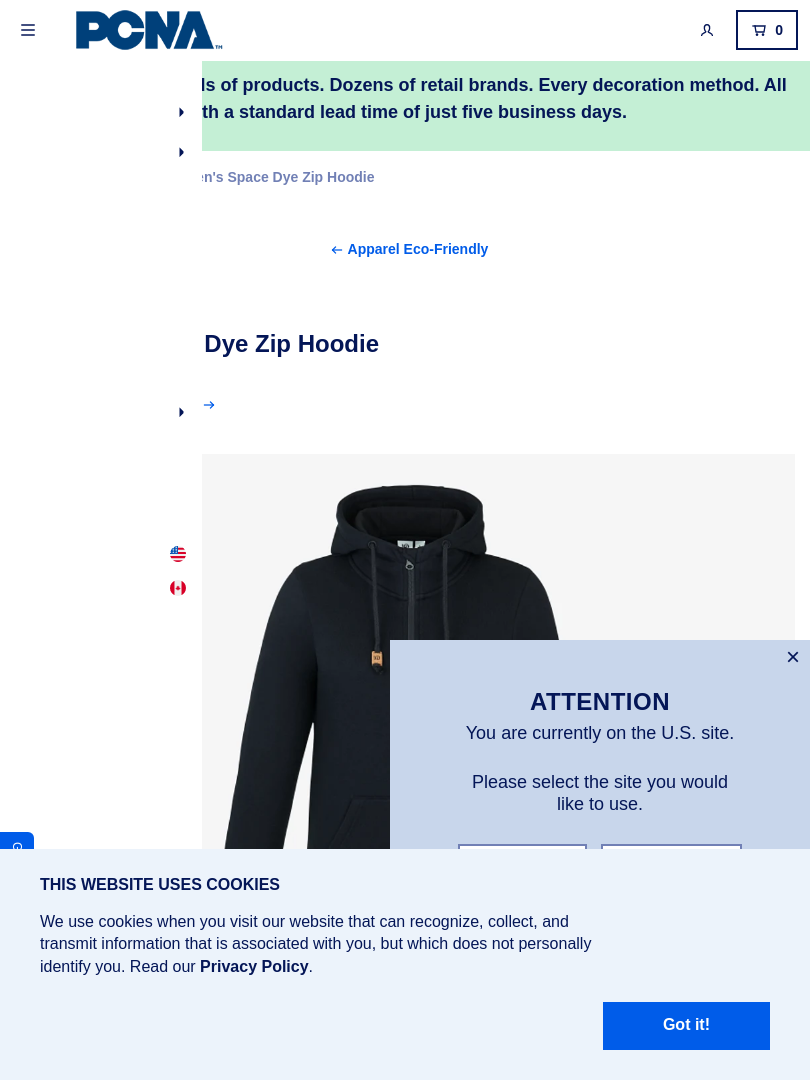 PCNA™
0
ls of products. Dozens of retail brands. Every decoration method. All
th a standard lead time of just five business days.
en's Space Dye Zip Hoodie
← Apparel Eco-Friendly
Dye Zip Hoodie
→
ATTENTION
You are currently on the U.S. site.
Please select the site you would
like to use.
THIS WEBSITE USES COOKIES
We use cookies when you visit our website that can recognize, collect, and
transmit information that is associated with you, but which does not personally
identify you. Read our Privacy Policy.
Got it!